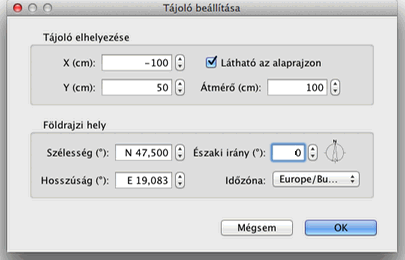 Tájoló beállítása
Tájoló elhelyezése
X (cm): -100 Látható az alaprajzon
Y (cm): 50 Átmérő (cm): 100
Földrajzi hely
Szélesség (°): N 47,500 Északi irány (°): 0
Hosszúság (°): E 19,083 Időzóna: Europe/Bu...
Mégsem OK